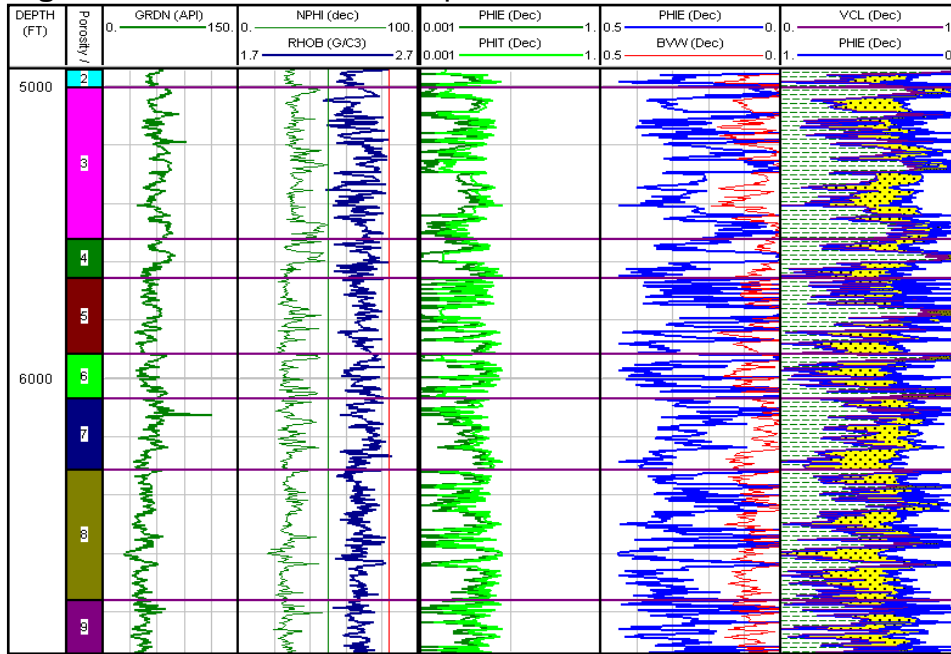 DEPTH
(FT)
Porosity /
GRDN (API)
0. 150.
NPHI (dec)
0. 100.
RHOB (G/C3)
1.7 2.7
PHIE (Dec)
0.001 1.
PHIT (Dec)
0.001 1.
PHIE (Dec)
0.5 0.
BVW (Dec)
0.5 0.
VCL (Dec)
0. 1
PHIE (Dec)
1. 0
2
5000
3
4
5
6
6000
7
8
9